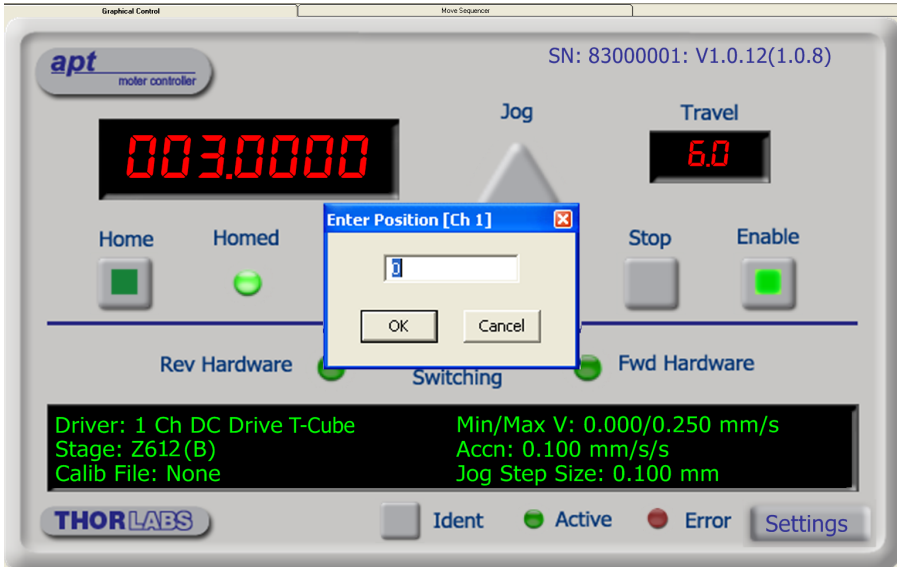 Graphical Control
Move Sequencer
apt
moter controller
SN: 83000001: V1.0.12(1.0.8)
Jog
Travel
003.0000
6.0
Enter Position [Ch 1]
Home
Homed
0
Stop
Enable
OK
Cancel
Rev Hardware
Switching
Fwd Hardware
Driver: 1 Ch DC Drive T-Cube
Stage: Z612(B)
Calib File: None
Min/Max V: 0.000/0.250 mm/s
Accn: 0.100 mm/s/s
Jog Step Size: 0.100 mm
THORLABS
Ident
Active
Error
Settings